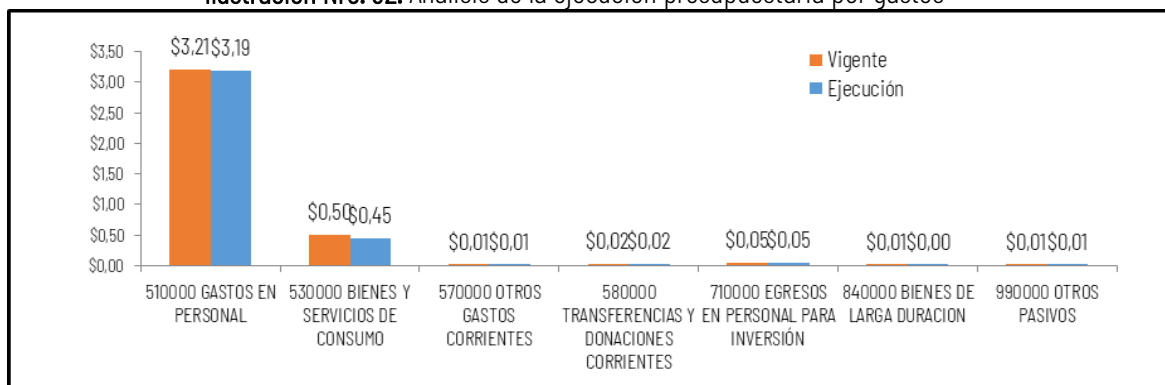 Ilustración Nro. 02. Análisis de la ejecución presupuestaria por gastos
$3,50
$3,00
$2,50
$2,00
$1,50
$1,00
$0,50
$0,00
$3,21 $3,19
$0,50 $0,45
$0,01 $0,01
$0,02 $0,02
$0,05 $0,05
$0,01 $0,00
$0,01 $0,01
Vigente
Ejecución
510000 GASTOS EN
PERSONAL
530000 BIENES Y
SERVICIOS DE
CONSUMO
570000 OTROS
GASTOS
CORRIENTES
580000
TRANSFERENCIAS Y
DONACIONES
CORRIENTES
710000 EGRESOS
EN PERSONAL PARA
INVERSIÓN
840000 BIENES DE
LARGA DURACION
990000 OTROS
PASIVOS